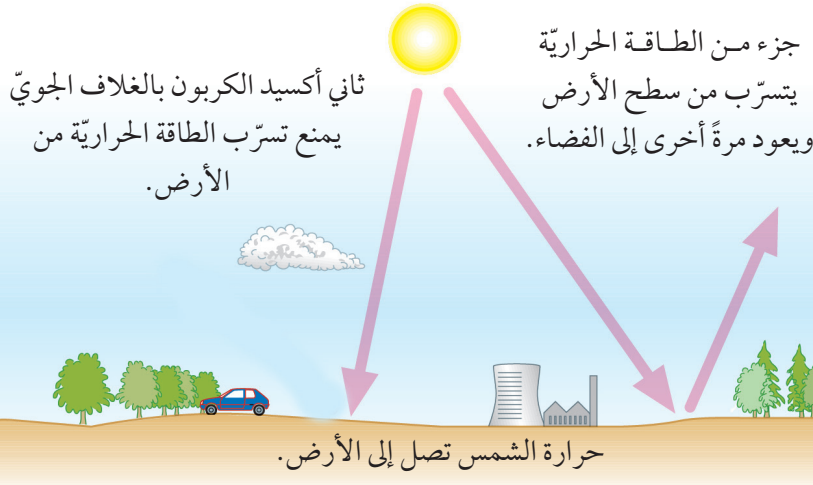 جزء من الطاقة الحراريّة
يتسرّب من سطح الأرض
ويعود مرةً أخرى إلى الفضاء.
ثاني أكسيد الكربون بالغلاف الجويّ
يمنع تسرّب الطاقة الحراريّة من
الأرض.
حرارة الشمس تصل إلى الأرض.